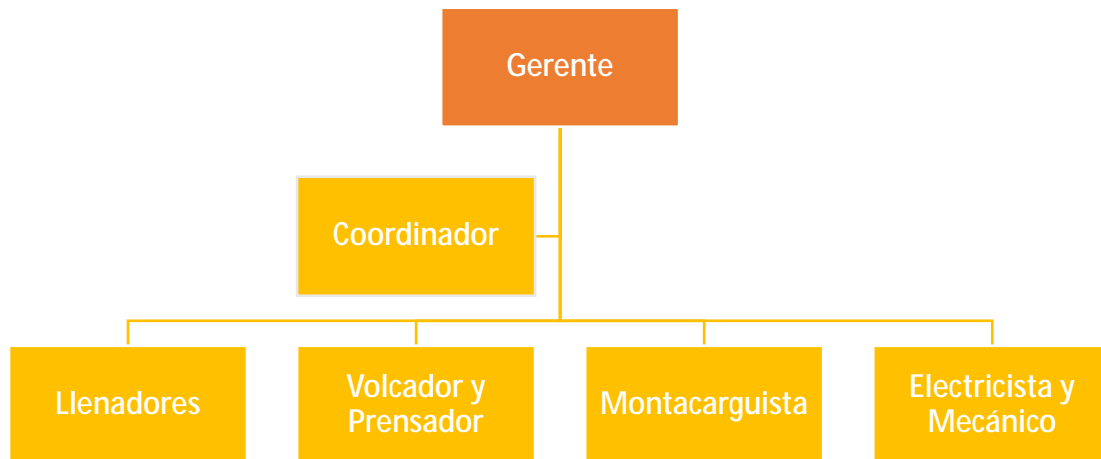 Gerente
Coordinador
Llenadores
Volcador y
Prensador
Montacarguista
Electricista y
Mecánico